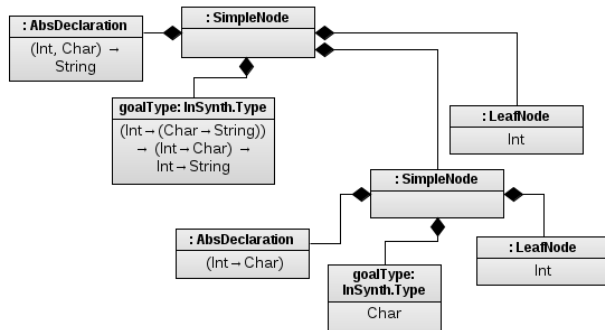 : SimpleNode
: AbsDeclaration
(Int, Char) →
String
goalType: InSynth.Type
(Int→(Char→String))
→ (Int→Char) →
Int→String
: LeafNode
Int
: SimpleNode
: AbsDeclaration
(Int→Char)
goalType:
InSynth.Type
Char
: LeafNode
Int